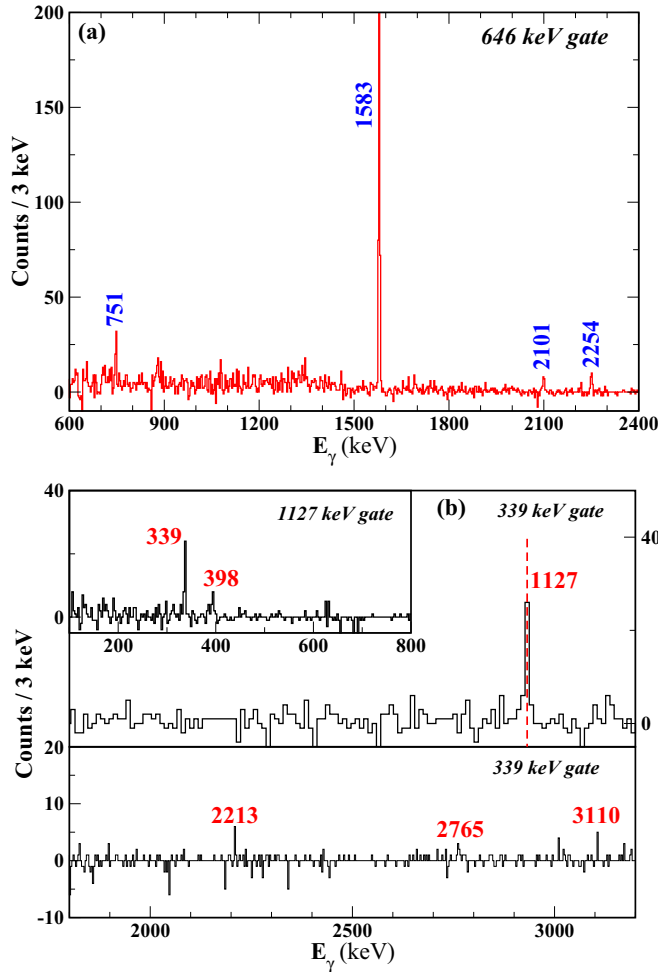 (a)
646 keV gate
200
150
100
50
0
Counts / 3 keV
1583
751
2101
2254
600 900 1200 1500 1800 2100 2400
Eγ (keV)
40
20
0
1127 keV gate
339
398
200 400 600 800
(b)
339 keV gate
40
1127
0
Counts / 3 keV
20
10
0
-10
339 keV gate
2213
2765
3110
2000 2500 3000
Eγ (keV)